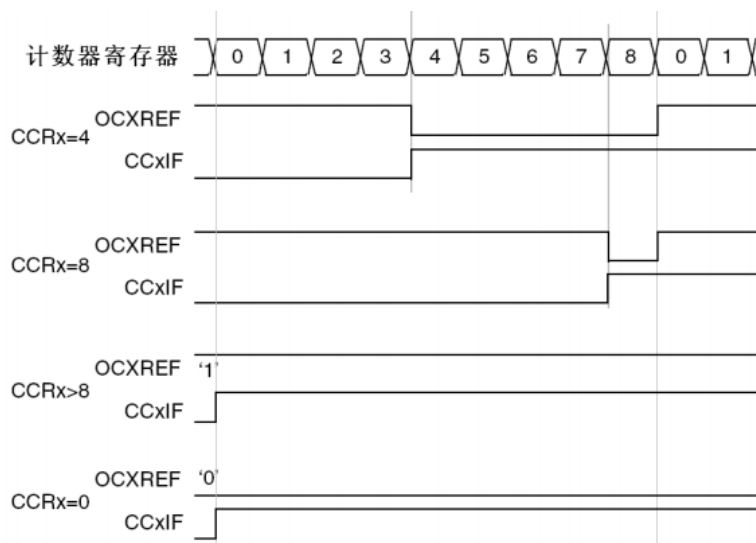 计数器寄存器 0 1 2 3 4 5 6 7 8 0 1
OCXREF
CCRx=4
CCxIF
OCXREF
CCRx=8
CCxIF
OCXREF '1'
CCRx>8
CCxIF
OCXREF '0'
CCRx=0
CCxIF